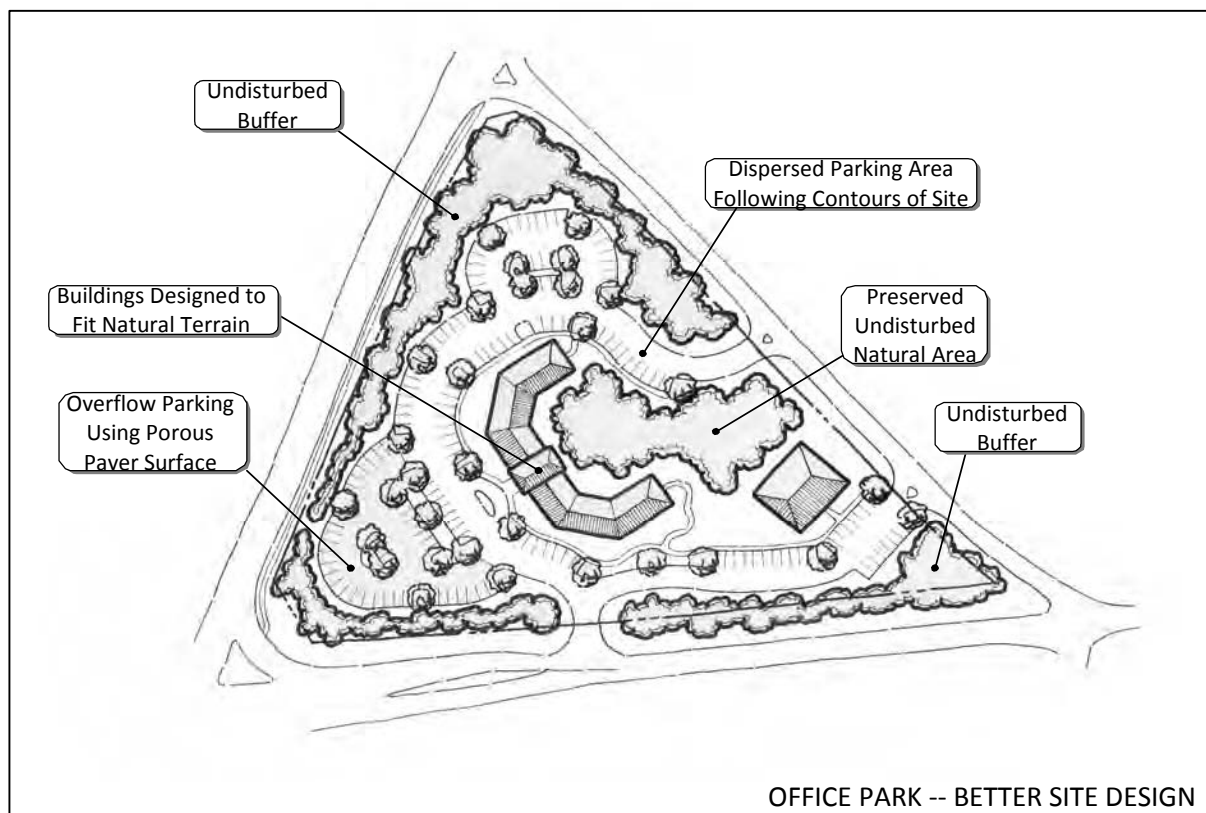 Undisturbed
Buffer
Dispersed Parking Area
Following Contours of Site
Buildings Designed to
Fit Natural Terrain
Preserved
Undisturbed
Natural Area
Overflow Parking
Using Porous
Paver Surface
Undisturbed
Buffer
OFFICE PARK -- BETTER SITE DESIGN